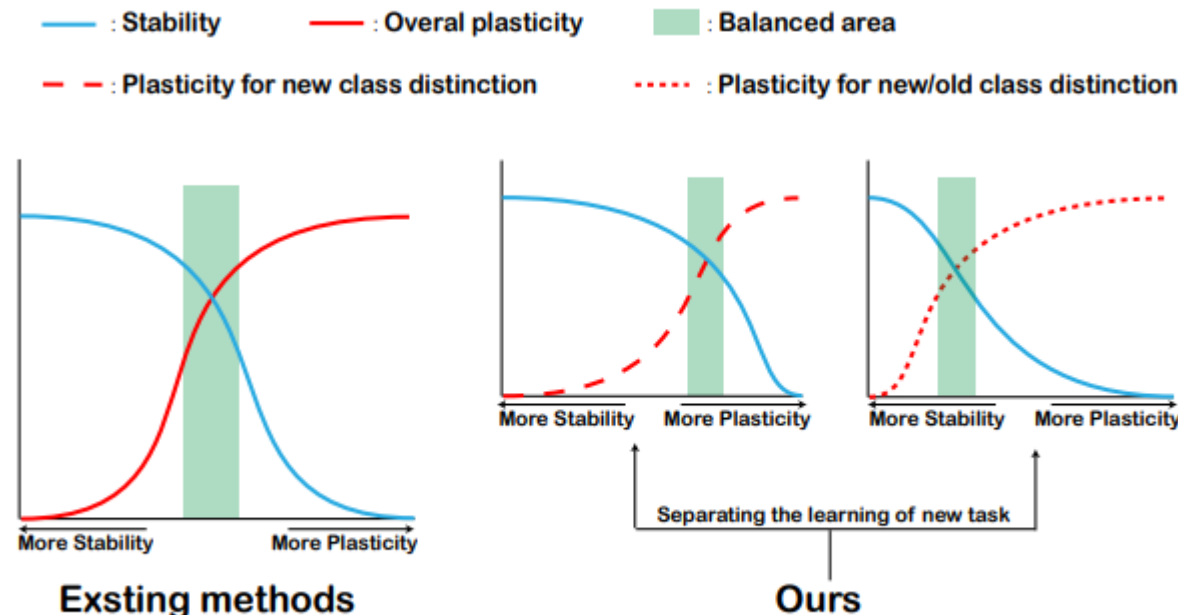 : Stability : Overal plasticity : Balanced area
: Plasticity for new class distinction : Plasticity for new/old class distinction
More Stability More Plasticity More Stability More Plasticity
Separating the learning of new task
More Stability More Plasticity
Exsting methods Ours